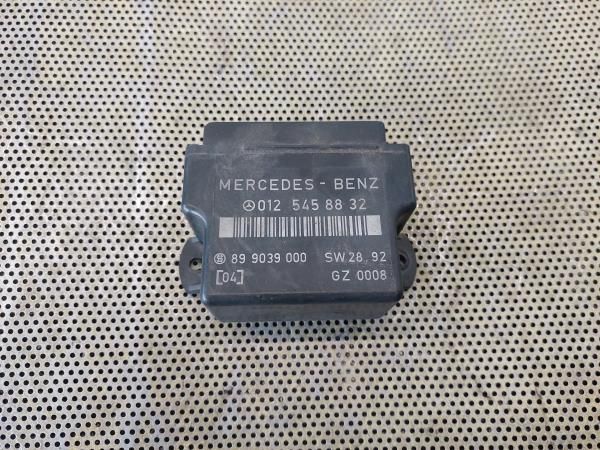 MERCEDES - BENZ
012 545 88 32
89 9039 000 SW 28, 92
[04] GZ 0008